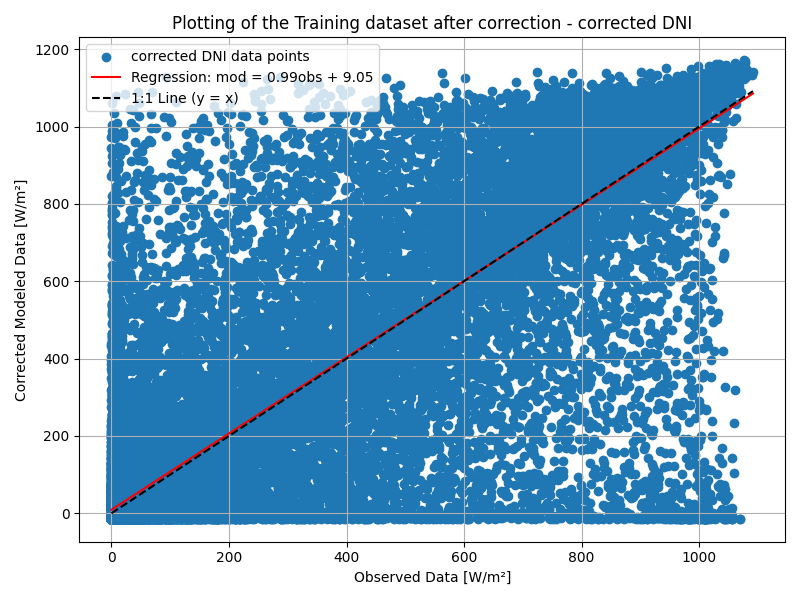 Plotting of the Training dataset after correction - corrected DNI
corrected DNI data points
Regression: mod = 0.99obs + 9.05
1:1 Line (y = x)
Corrected Modeled Data [W/m²]
1200
1000
800
600
400
200
0
0 200 400 600 800 1000
Observed Data [W/m²]